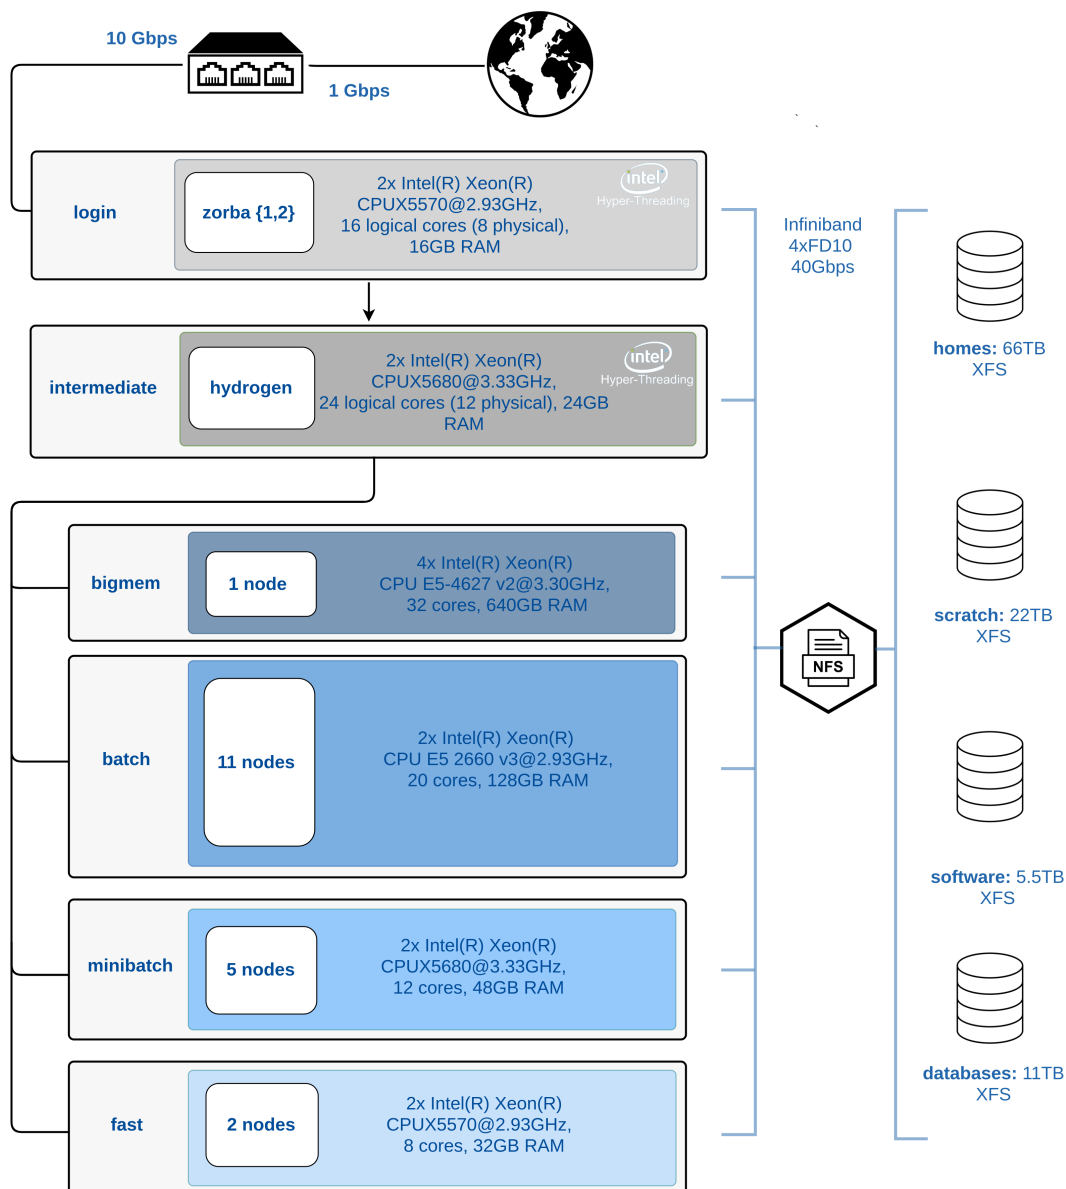 10 Gbps
1 Gbps
login
zorba {1,2}
2x Intel(R) Xeon(R)
CPUX5570@2.93GHz,
16 logical cores (8 physical),
16GB RAM
intel
Hyper-Threading
Infiniband
4xFD10
40Gbps
intermediate
hydrogen
2x Intel(R) Xeon(R)
CPUX5680@3.33GHz,
24 logical cores (12 physical), 24GB
RAM
intel
Hyper-Threading
homes: 66TB
XFS
bigmem
1 node
4x Intel(R) Xeon(R)
CPU E5-4627 v2@3.30GHz,
32 cores, 640GB RAM
scratch: 22TB
XFS
NFS
batch
11 nodes
2x Intel(R) Xeon(R)
CPU E5 2660 v3@2.93GHz,
20 cores, 128GB RAM
software: 5.5TB
XFS
minibatch
5 nodes
2x Intel(R) Xeon(R)
CPUX5680@3.33GHz,
12 cores, 48GB RAM
databases: 11TB
XFS
fast
2 nodes
2x Intel(R) Xeon(R)
CPUX5570@2.93GHz,
8 cores, 32GB RAM